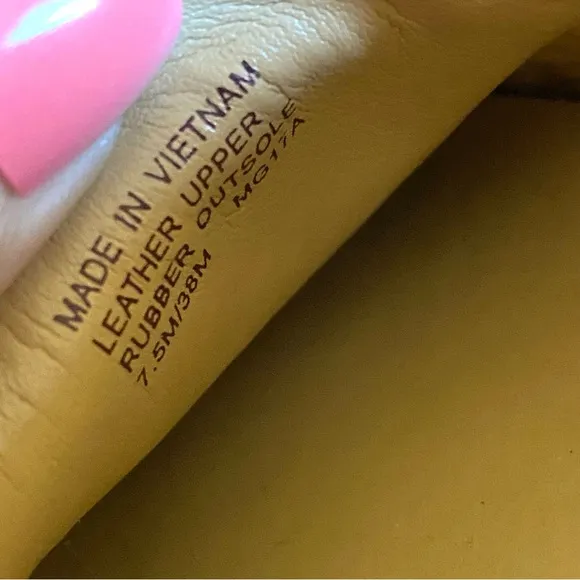 MADE IN VIETNAM
LEATHER UPPER
RUBBER OUTSOLE
7.5M/38M MG17A